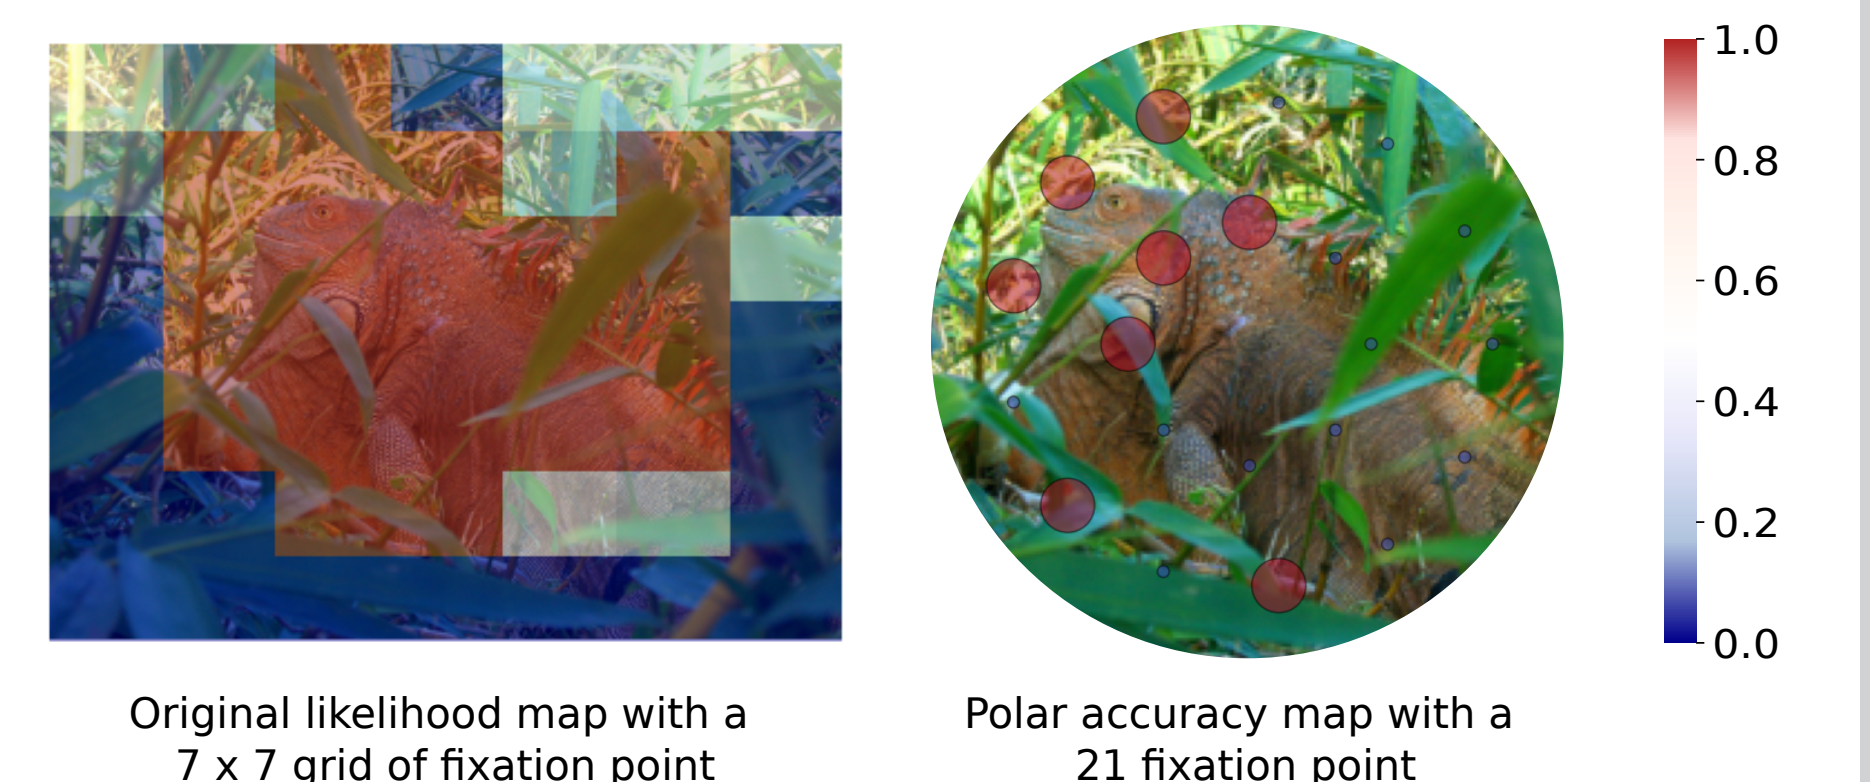 1.0
0.8
0.6
0.4
0.2
0.0
Original likelihood map with a
7 x 7 grid of fixation point
Polar accuracy map with a
21 fixation point